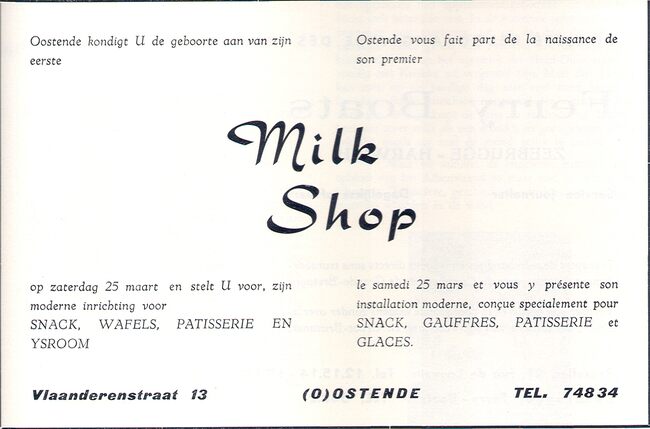 Oostende kondigt U de geboorte aan van zijn
eerste
Ostende vous fait part de la naissance de
son premier
Milk
Shop
op zaterdag 25 maart en stelt U voor, zijn
moderne inrichting voor
SNACK, WAFELS, PATISSERIE EN
YSROOM
le samedi 25 mars et vous y présente son
installation moderne, conçue specialement pour
SNACK, GAUFFRES, PATISSERIE et
GLACES.
Vlaanderenstraat 13 (O)OSTENDE TEL. 74834